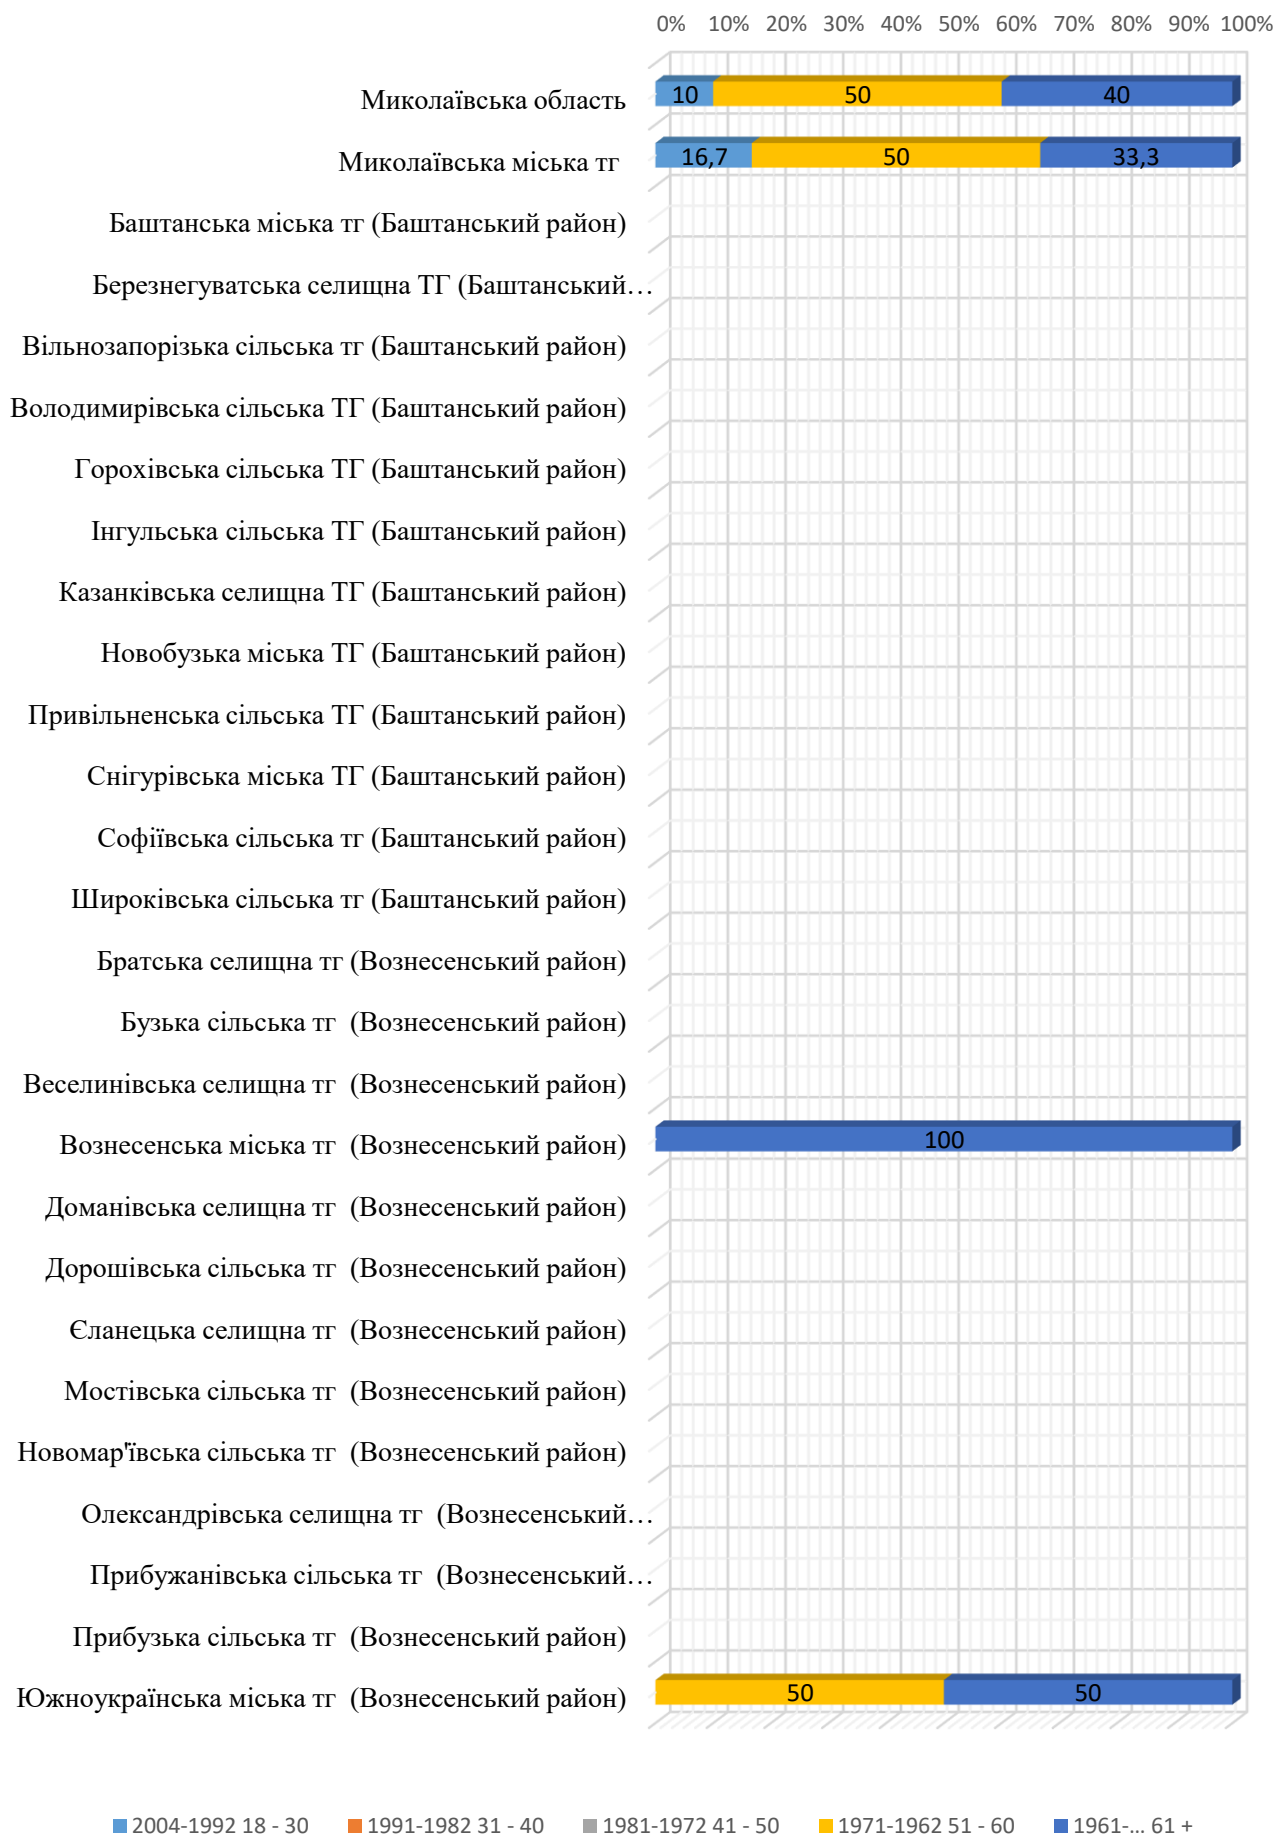 0% 10% 20% 30% 40% 50% 60% 70% 80% 90% 100%
Миколаївська область 10 50 40
Миколаївська міська тг 16,7 50 33,3
Баштанська міська тг (Баштанський район)
Березнегуватська селищна ТГ (Баштанський…
Вільнозапорізька сільська тг (Баштанський район)
Володимирівська сільська ТГ (Баштанський район)
Горохівська сільська ТГ (Баштанський район)
Інгульська сільська ТГ (Баштанський район)
Казанківська селищна ТГ (Баштанський район)
Новобузька міська ТГ (Баштанський район)
Привільненська сільська ТГ (Баштанський район)
Снігурівська міська ТГ (Баштанський район)
Софіївська сільська тг (Баштанський район)
Широківська сільська тг (Баштанський район)
Братська селищна тг (Вознесенський район)
Бузька сільська тг (Вознесенський район)
Веселинівська селищна тг (Вознесенський район)
Вознесенська міська тг (Вознесенський район) 100
Доманівська селищна тг (Вознесенський район)
Дорошівська сільська тг (Вознесенський район)
Єланецька селищна тг (Вознесенський район)
Мостівська сільська тг (Вознесенський район)
Новомар'ївська сільська тг (Вознесенський район)
Олександрівська селищна тг (Вознесенський…
Прибужанівська сільська тг (Вознесенський…
Прибузька сільська тг (Вознесенський район)
Южноукраїнська міська тг (Вознесенський район) 50 50
2004-1992 18 - 30 1991-1982 31 - 40 1981-1972 41 - 50 1971-1962 51 - 60 1961-... 61 +